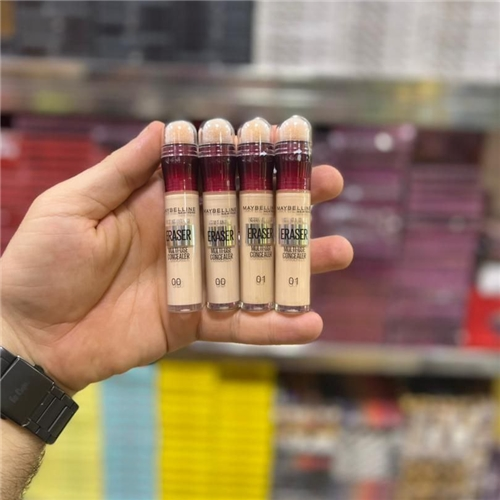 MAYBELLINE
ERASER
MULTI-USE
CONCEALER
00
MAYBELLINE
ERASER
MULTI-USE
CONCEALER
00
MAYBELLINE
ERASER
MULTI-USE
CONCEALER
01
MAYBELLINE
ERASER
MULTI-USE
CONCEALER
01